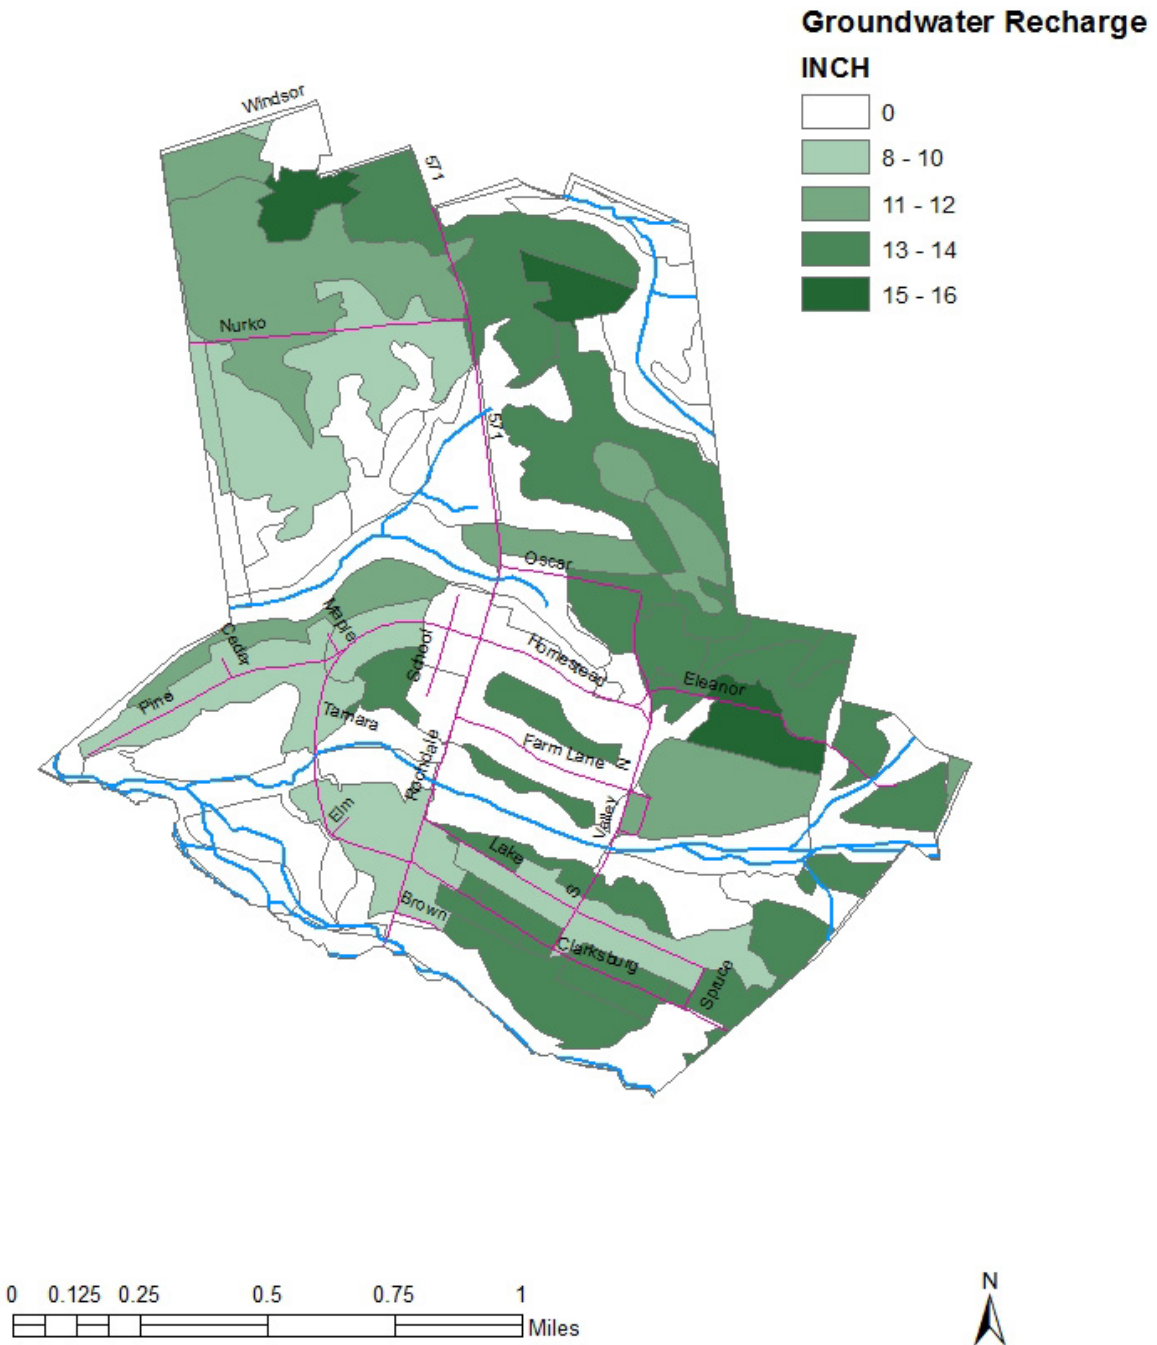 Groundwater Recharge
INCH
0
8 - 10
11 - 12
13 - 14
15 - 16
Windsor
571
Nurko
571
Oscar
Maple
Cedar
School
Homestead
Eleanor
Pine
Tamara
Farm Lane
N
Rochdale
Elm
Valley
Lake
S
Brown
Clarksburg
Spruce
0 0.125 0.25 0.5 0.75 1
Miles
N